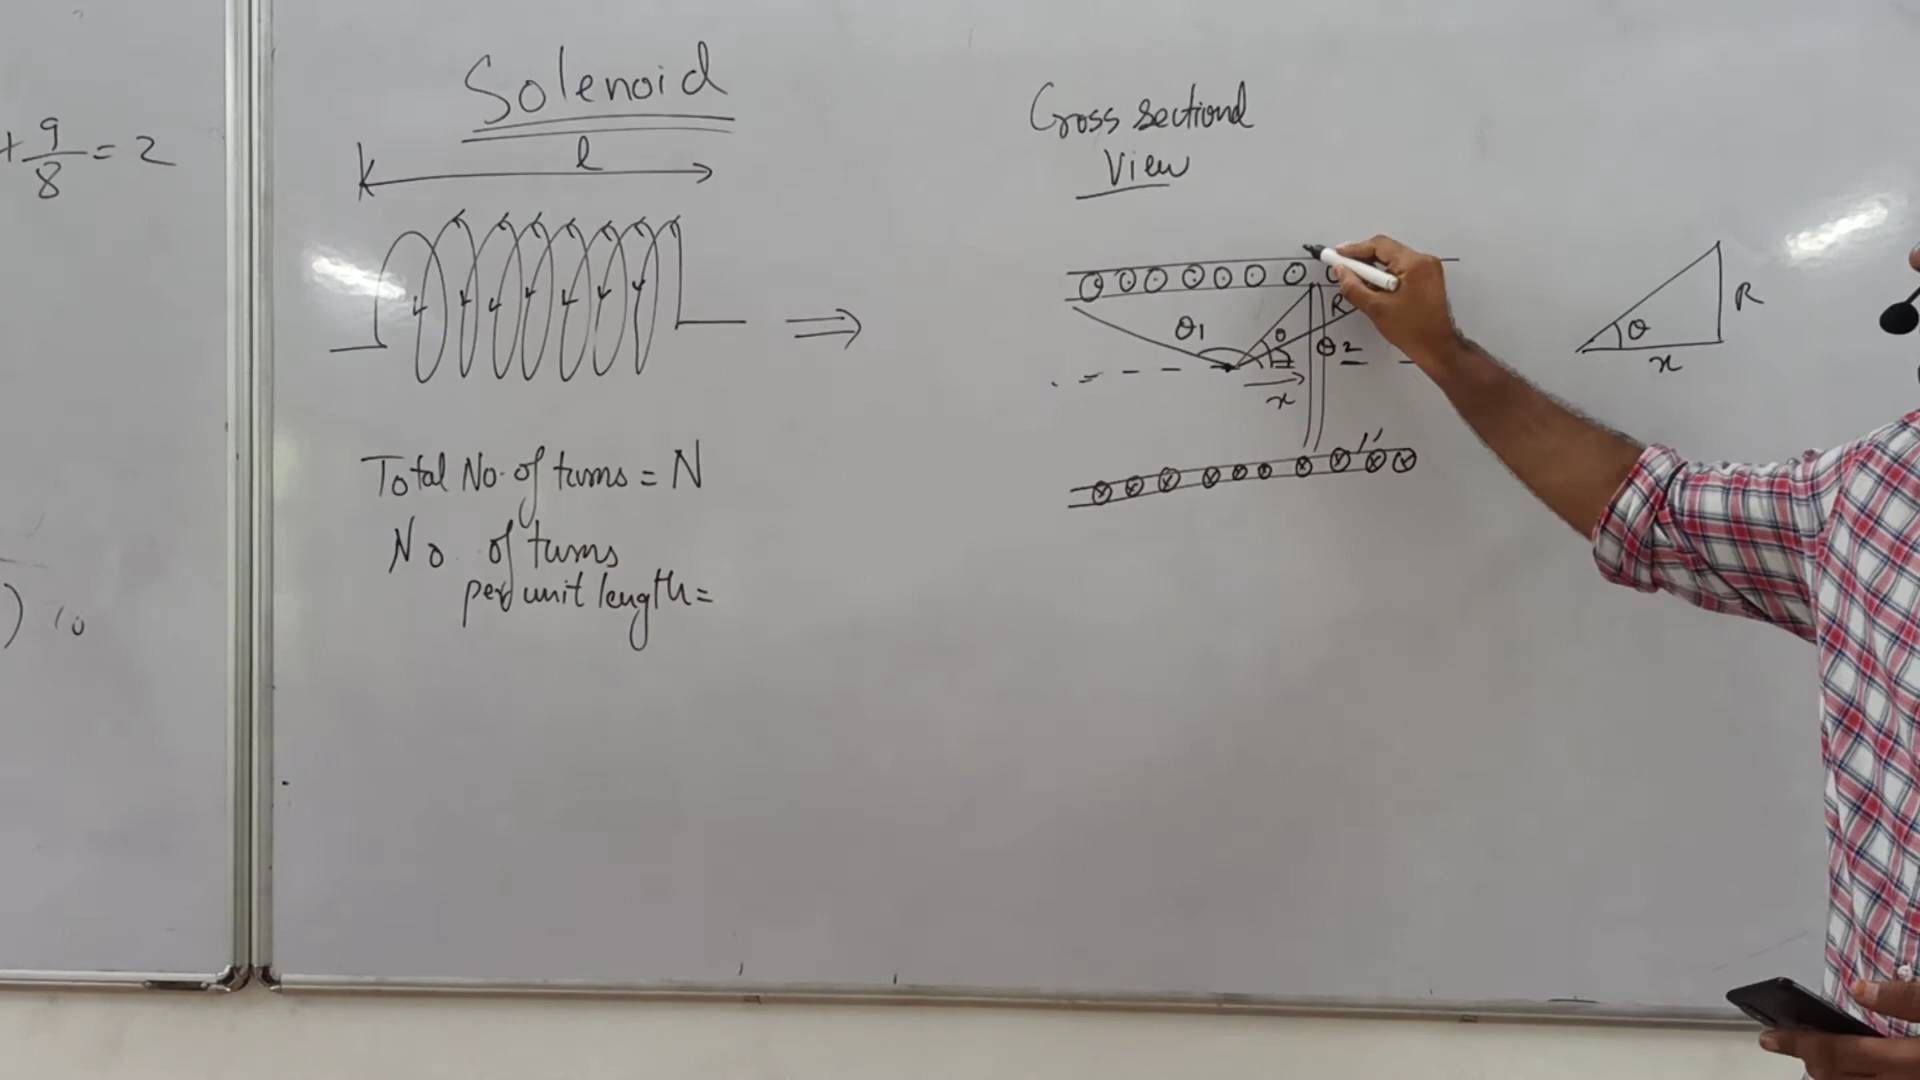 +9/8 = 2
) 10
Solenoid
l
Total No. of turns = N
No. of turns
per unit length =
Cross sectional
View
R
θ1
θ
θ2
x
θ
R
x